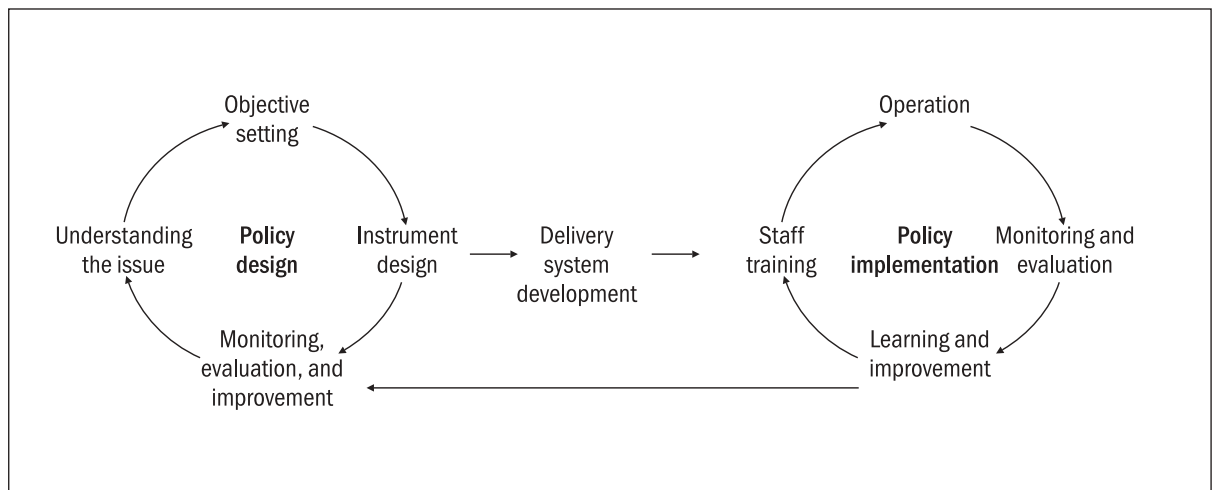 Objective
setting
Understanding
the issue
Policy
design
Instrument
design
Monitoring,
evaluation, and
improvement
Delivery
system
development
Operation
Staff
training
Policy
implementation
Monitoring and
evaluation
Learning and
improvement